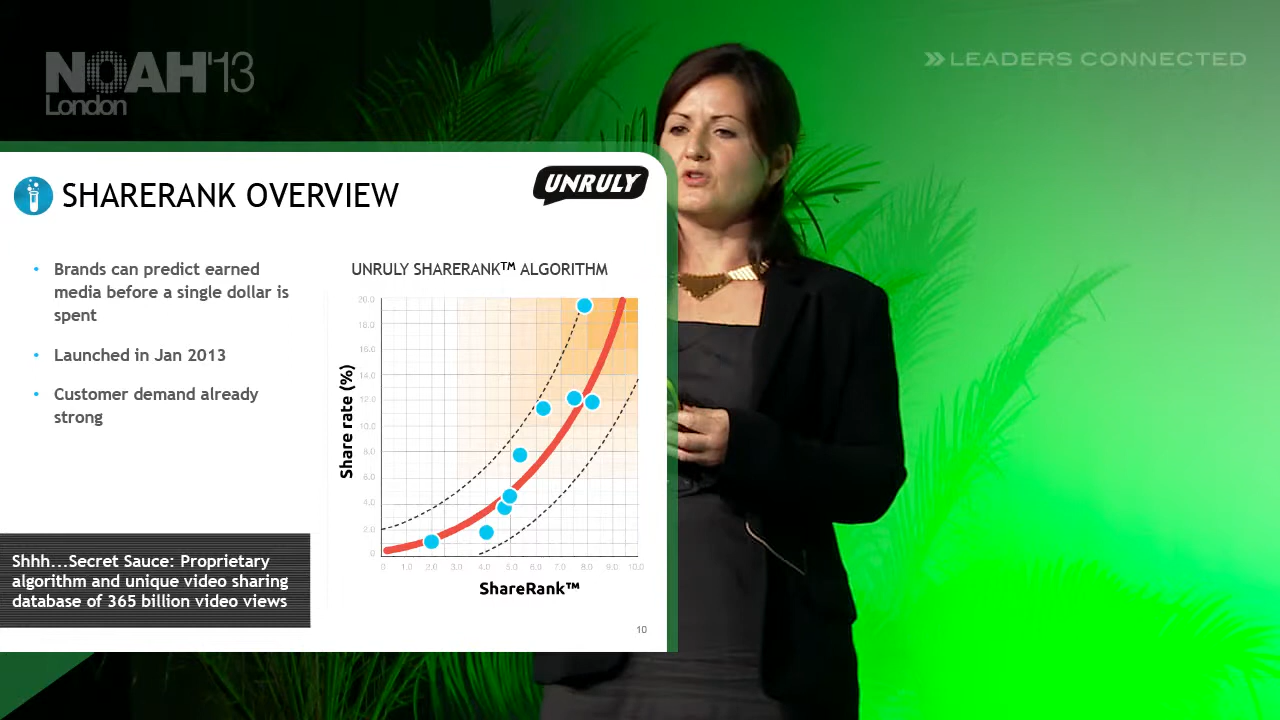 NOAH'13
London
LEADERS CONNECTED
SHARERANK OVERVIEW
UNRULY
• Brands can predict earned
media before a single dollar is
spent
• Launched in Jan 2013
• Customer demand already
strong
Shhh...Secret Sauce: Proprietary
algorithm and unique video sharing
database of 365 billion video views
UNRULY SHARERANK™ ALGORITHM
Share rate (%)
20.0
18.0
16.0
14.0
12.0
10.0
8.0
6.0
4.0
2.0
0
0 1.0 2.0 3.0 4.0 5.0 6.0 7.0 8.0 9.0 10.0
ShareRank™
10